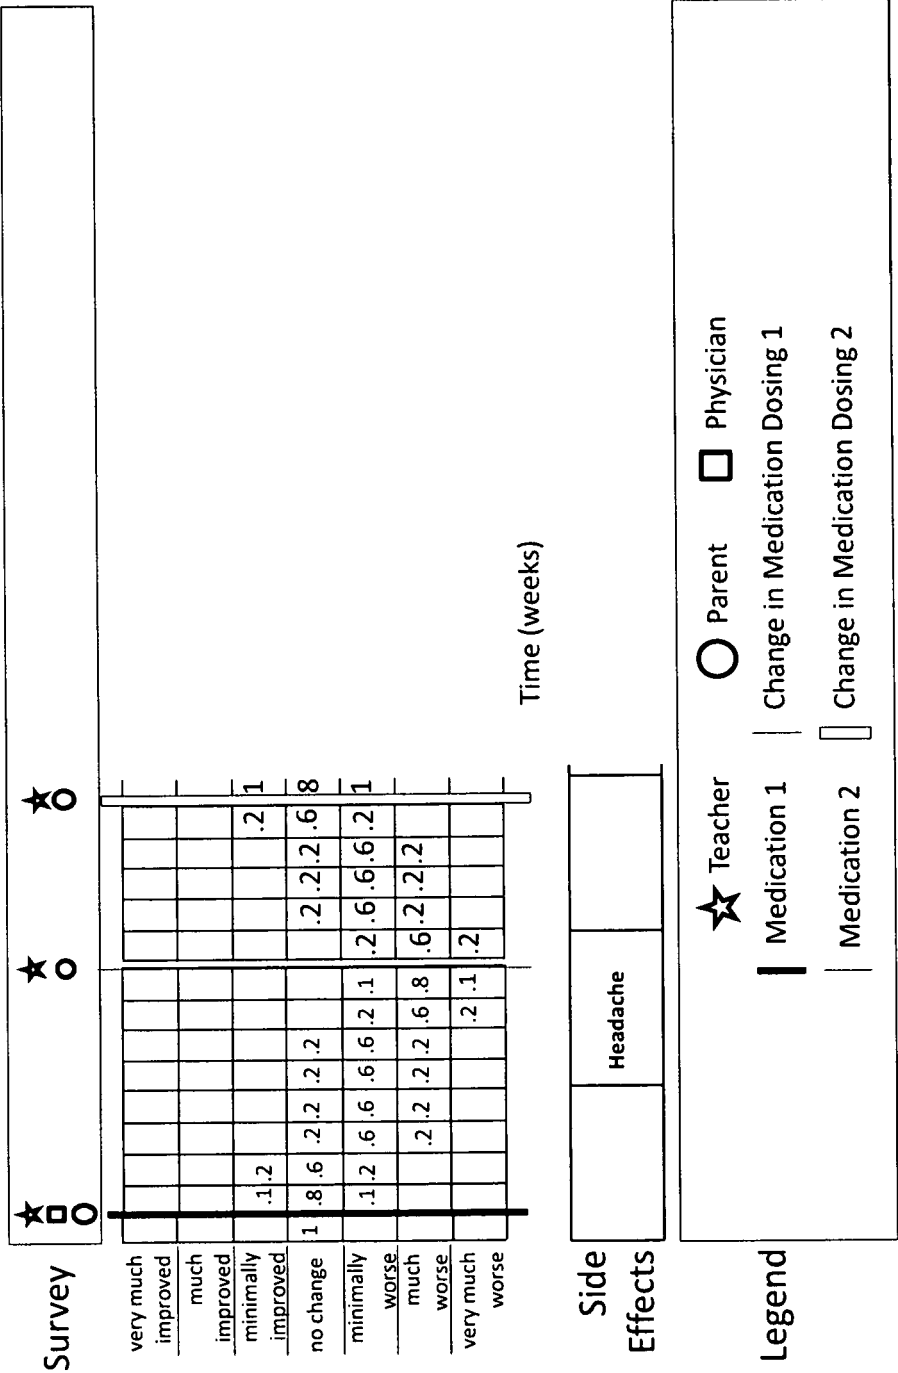 Survey
very much
improved
much
improved
minimally
improved
.1 .2 .2 1
no change
1 .8 .6 .2 .2 .2 .2 .2 .2 .2 .6 8
minimally
worse
.1 .2 .6 .6 .6 .6 .2 .1 .2 .6 .6 .6 .2 1
much
worse
.2 .2 .2 .2 .6 .8 .6 .2 .2 .2
very much
worse
.2 .1 .2
Time (weeks)
Side
Effects
Headache
Legend
Teacher Parent Physician
Medication 1 Change in Medication Dosing 1
Medication 2 Change in Medication Dosing 2